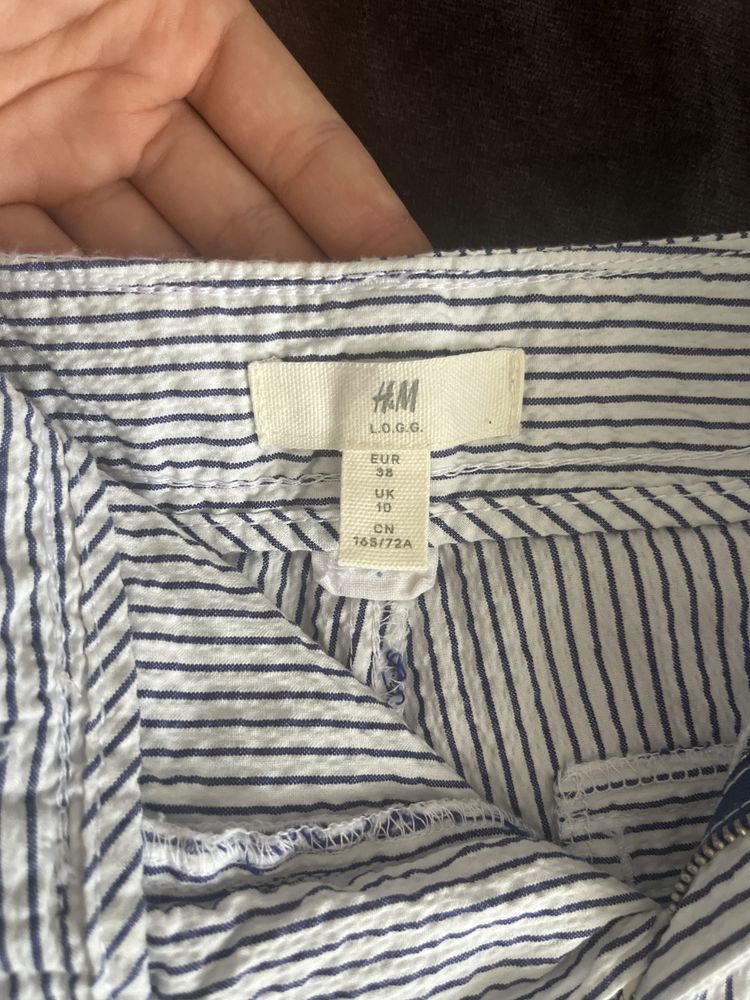 H&M
L.O.G.G.
EUR
38
UK
10
CN
165/72A